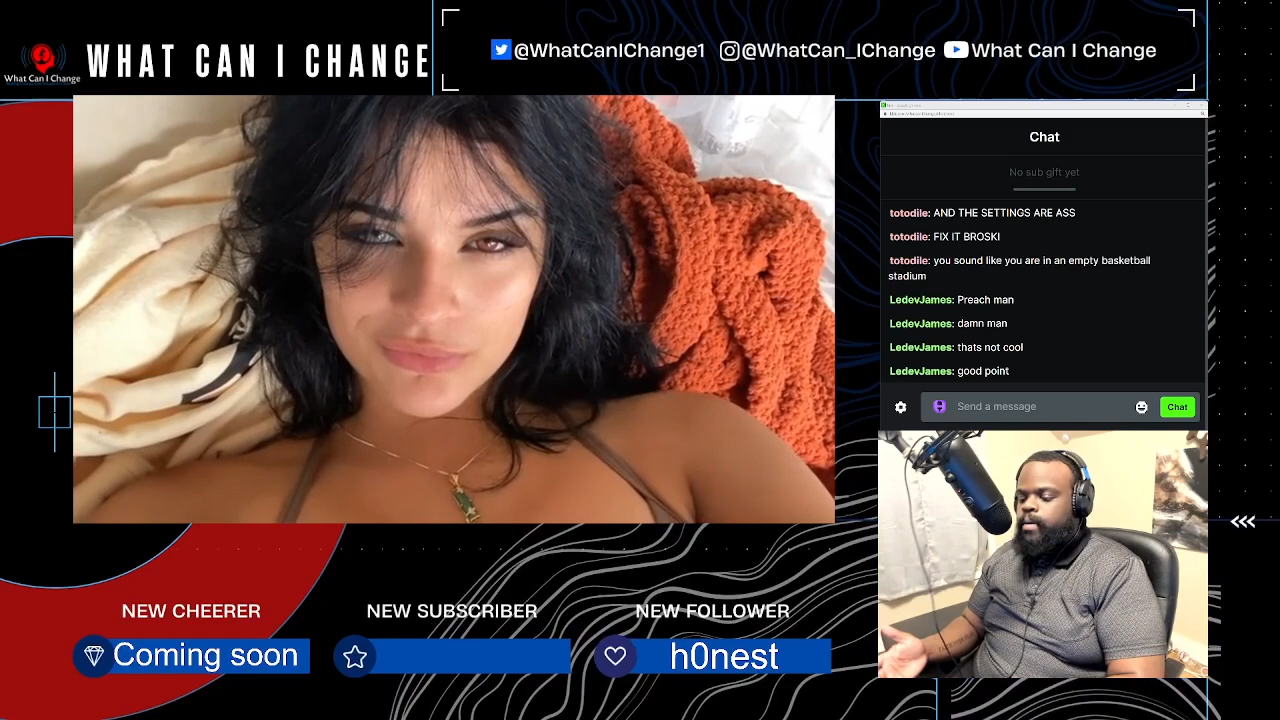 What Can I Change
WHAT CAN I CHANGE
@WhatCanIChange1 @WhatCan_IChange What Can I Change
Chat
No sub gift yet
totodile: AND THE SETTINGS ARE ASS
totodile: FIX IT BROSKI
totodile: you sound like you are in an empty basketball
stadium
LedevJames: Preach man
LedevJames: damn man
LedevJames: thats not cool
LedevJames: good point
Send a message
Chat
NEW CHEERER
NEW SUBSCRIBER
NEW FOLLOWER
Coming soon
h0nest